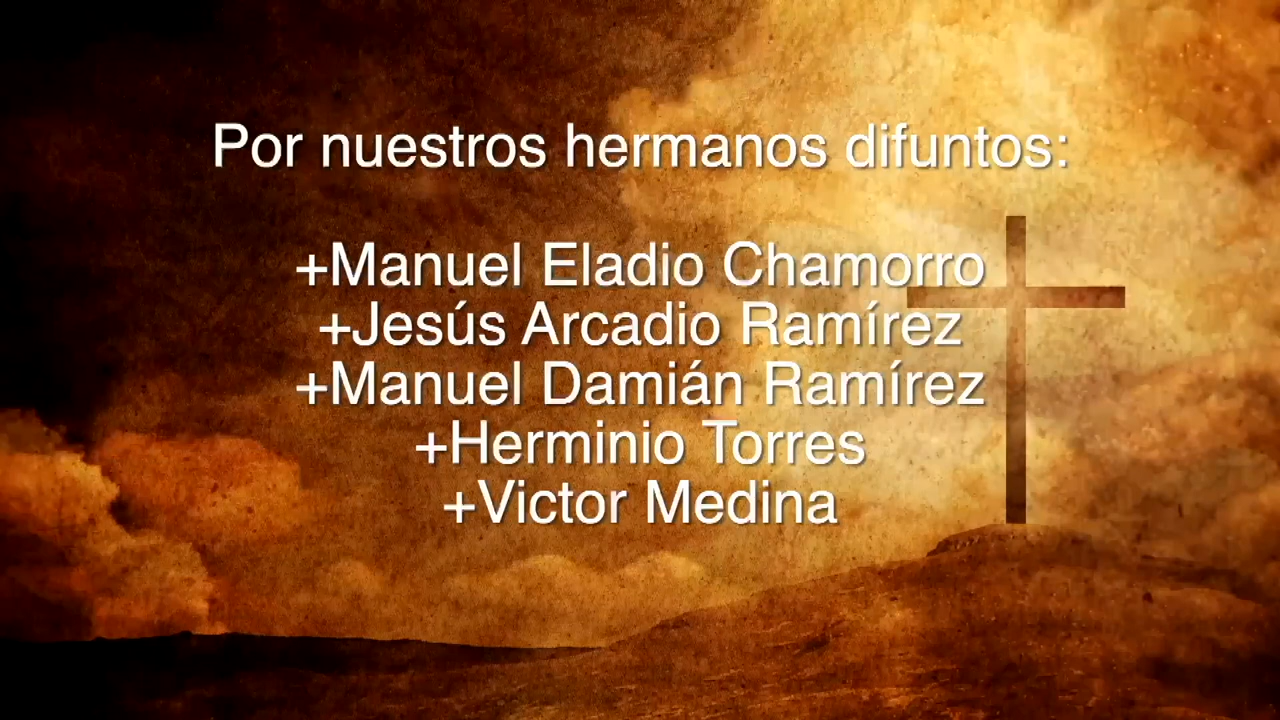 Por nuestros hermanos difuntos:
+Manuel Eladio Chamorro
+Jesús Arcadio Ramírez
+Manuel Damián Ramírez
+Herminio Torres
+Victor Medina